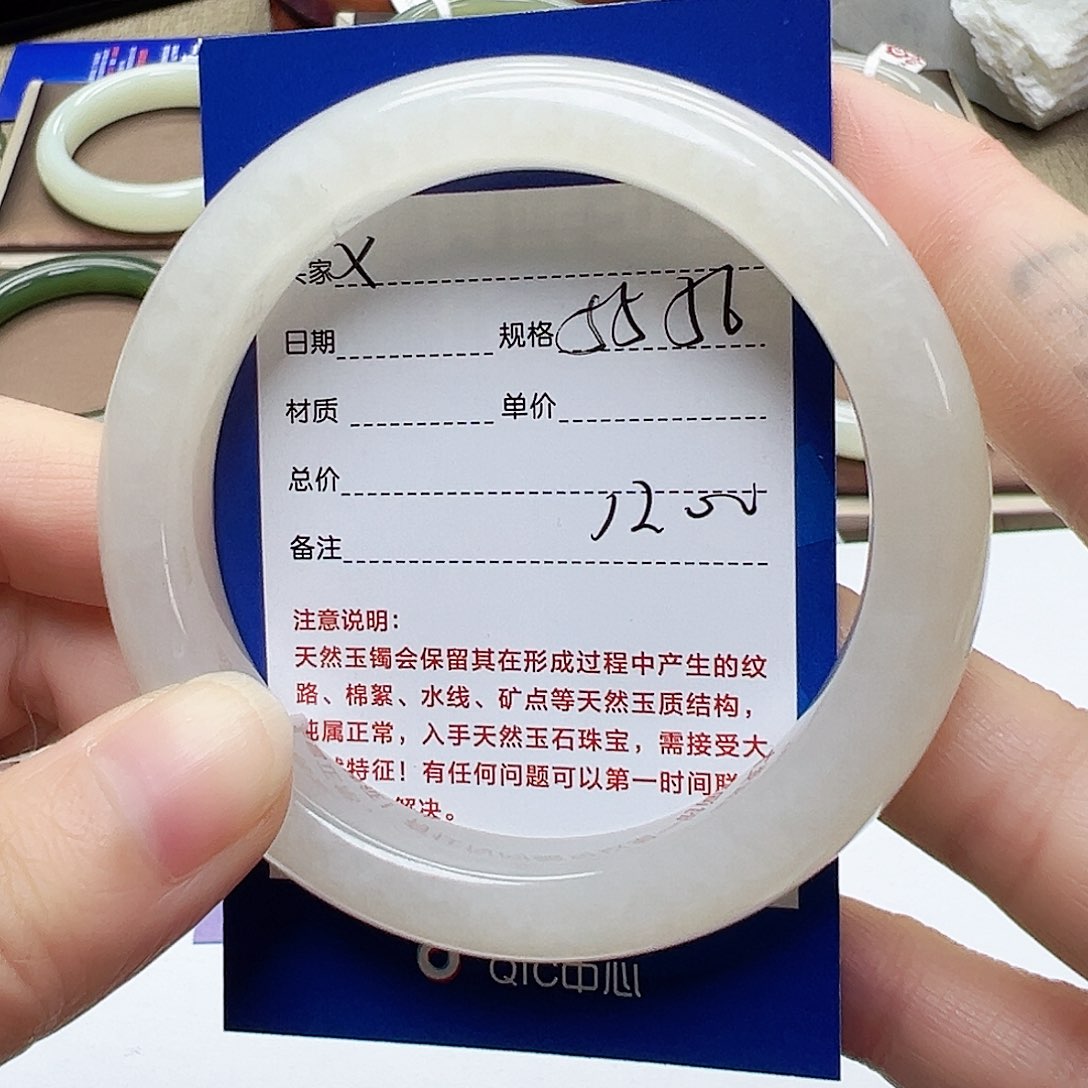 家 X
日期 规格
材质 单价
总价
备注
注意说明：
天然玉镯会保留其在形成过程中产生的纹
路、棉絮、水线、矿点等天然玉质结构，
纯属正常，入手天然玉石珠宝，需接受大
特征！有任何问题可以第一时间联
解决。
QTC中心